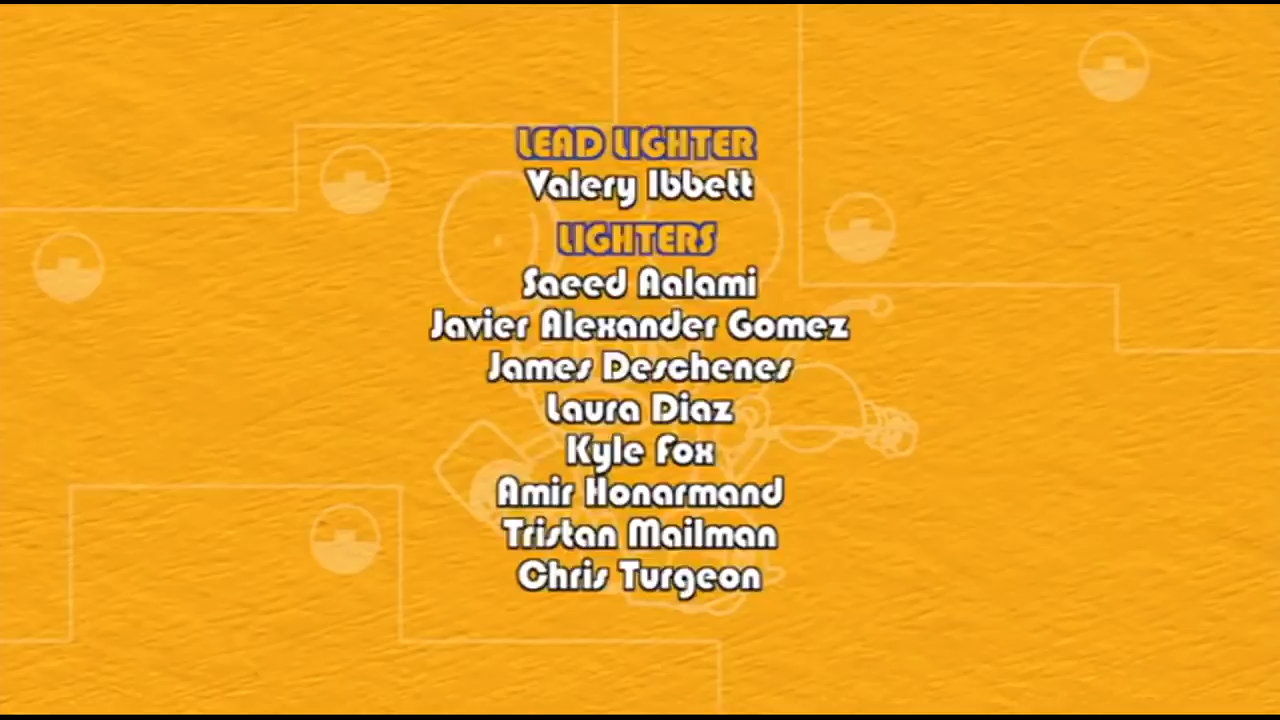 LEAD LIGHTER
Valery Ibbett
LIGHTERS
Saeed Aalami
Javier Alexander Gomez
James Deschenes
Laura Diaz
Kyle Fox
Amir Honarmand
Tristan Mailman
Chris Turgeon